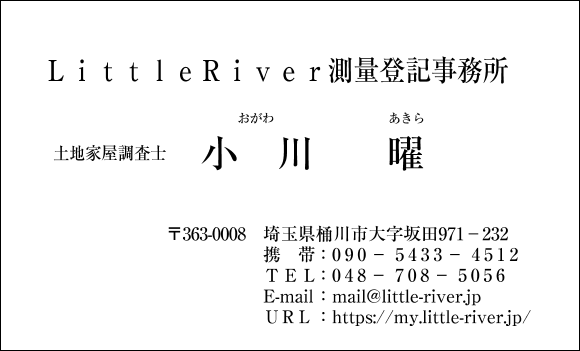 ＬｉｔｔｌｅＲｉｖｅｒ測量登記事務所
おがわ　あきら
土地家屋調査士　小　川　曜
〒363-0008　埼玉県桶川市大字坂田971－232
携　帯：０９０－５４３３－４５１２
ＴＥＬ：０４８－７０８－５０５６
E-mail：mail@little-river.jp
ＵＲＬ：https://my.little-river.jp/